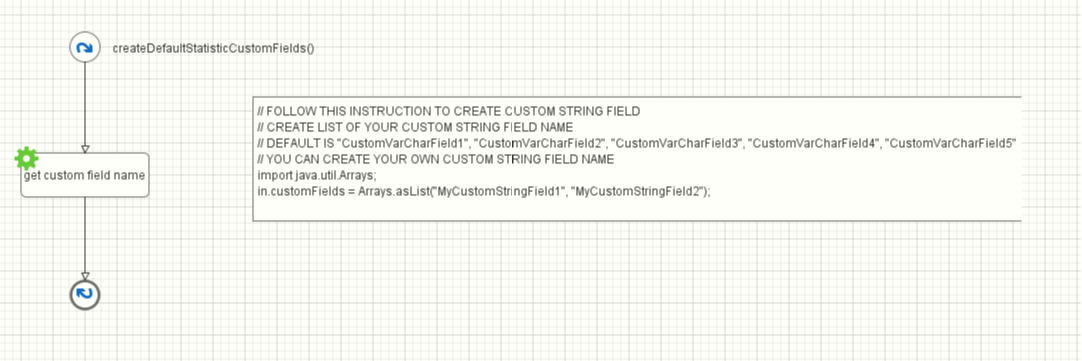 createDefaultStatisticCustomFields()
// FOLLOW THIS INSTRUCTION TO CREATE CUSTOM STRING FIELD
// CREATE LIST OF YOUR CUSTOM STRING FIELD NAME
// DEFAULT IS "CustomVarCharField1", "CustomVarCharField2", "CustomVarCharField3", "CustomVarCharField4", "CustomVarCharField5"
// YOU CAN CREATE YOUR OWN CUSTOM STRING FIELD NAME
import java.util.Arrays;
in.customFields = Arrays.asList("MyCustomStringField1", "MyCustomStringField2");
get custom field name